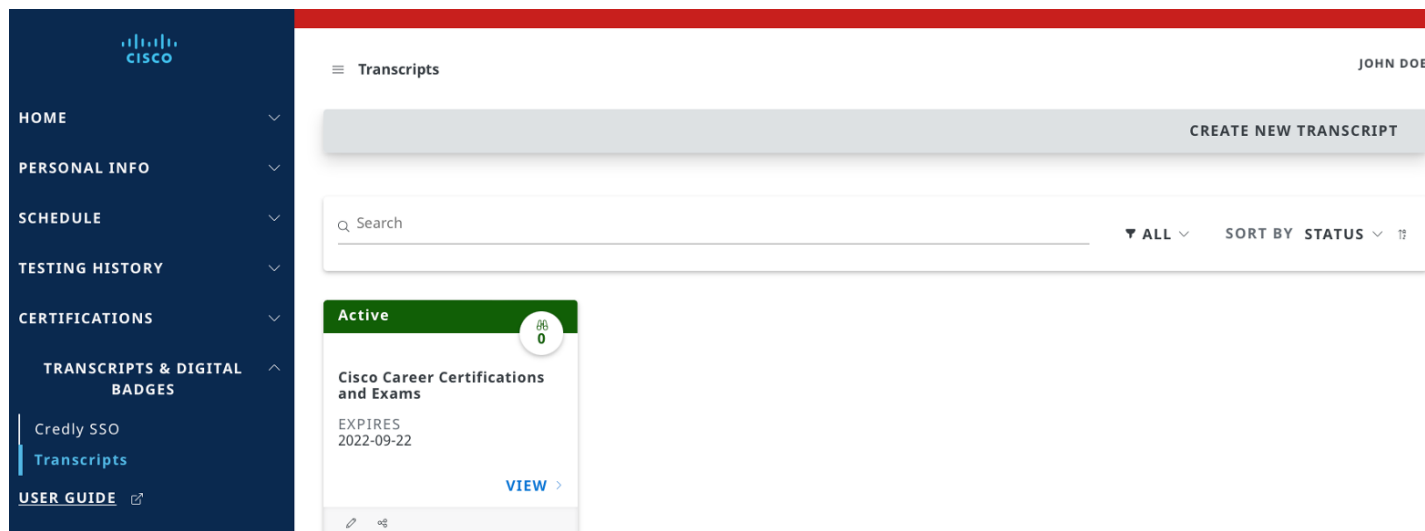 CISCO
HOME
PERSONAL INFO
SCHEDULE
TESTING HISTORY
CERTIFICATIONS
TRANSCRIPTS & DIGITAL
BADGES
Credly SSO
Transcripts
USER GUIDE
Transcripts
JOHN DOE
CREATE NEW TRANSCRIPT
Search
ALL
SORT BY STATUS
Active
0
Cisco Career Certifications
and Exams
EXPIRES
2022-09-22
VIEW